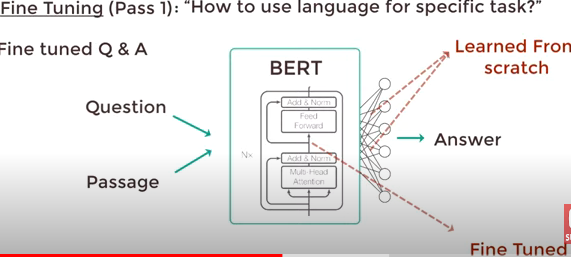 Fine Tuning (Pass 1): “How to use language for specific task?”
Fine tuned Q & A
Learned From
scratch
BERT
Question
Passage
Add & Norm
Feed
Forward
Nx
Add & Norm
Multi-Head
Attention
Answer
Fine Tuned